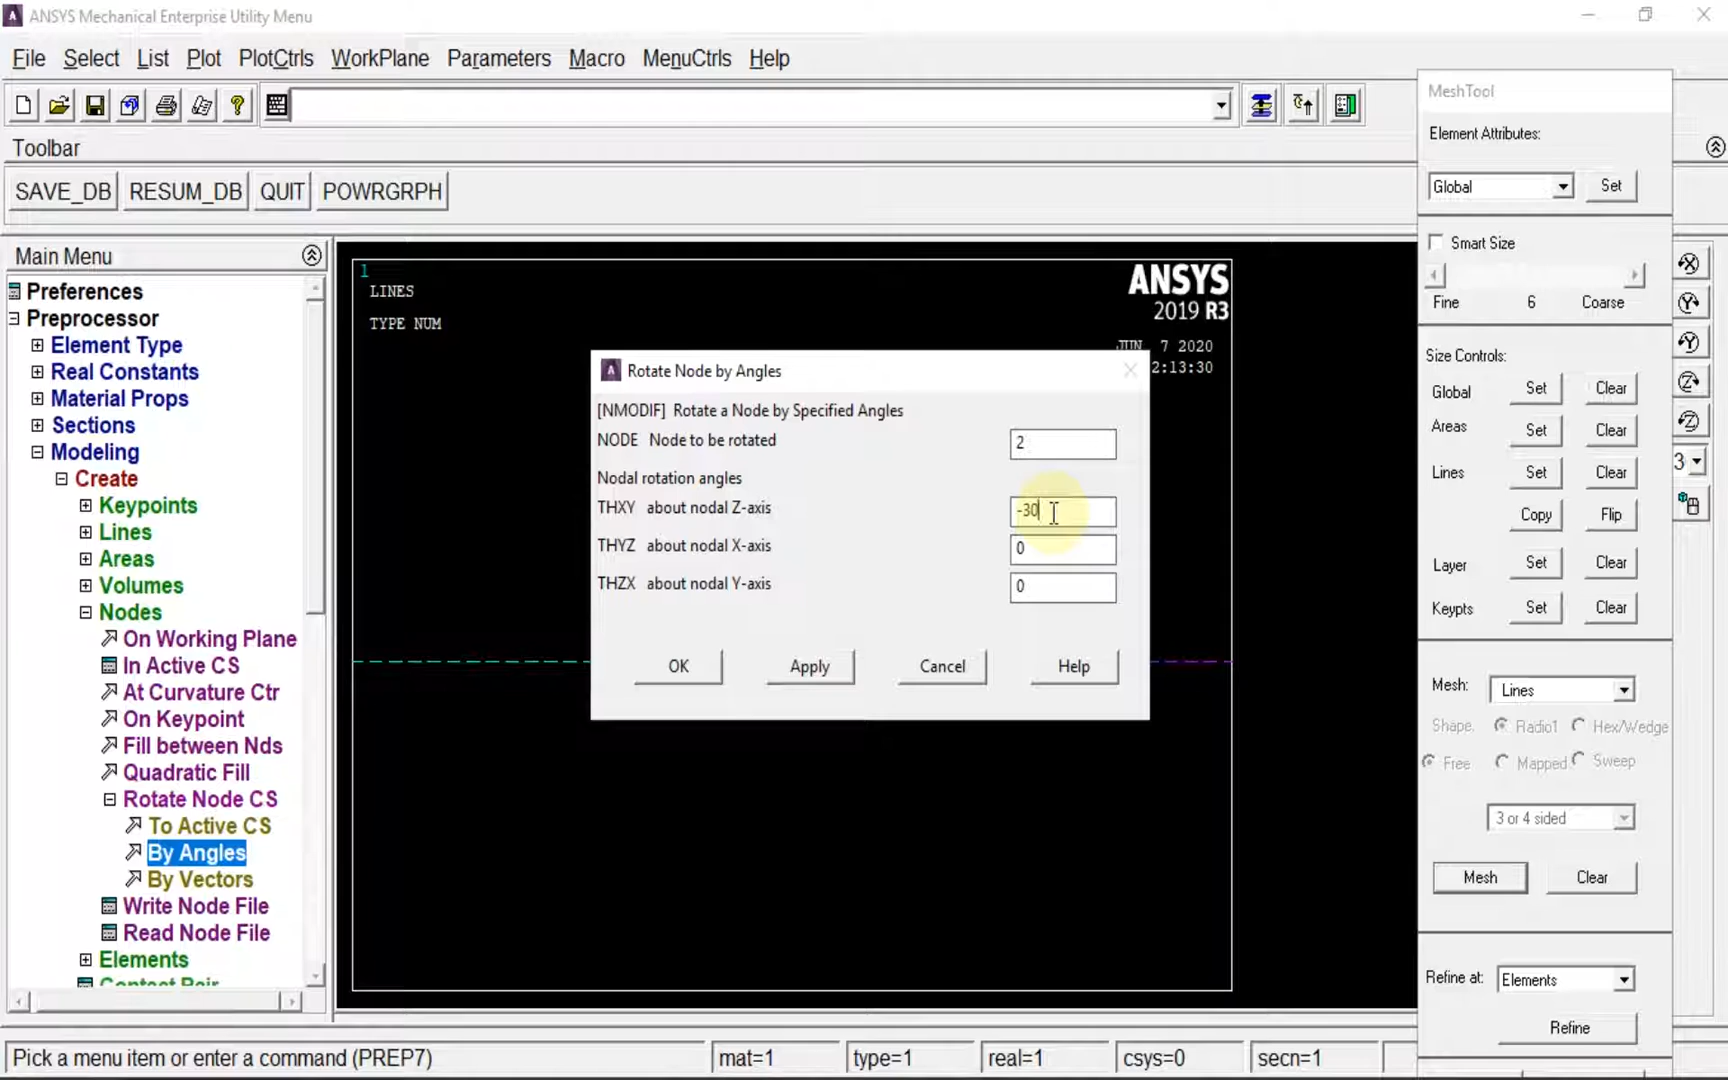 ANSYS Mechanical Enterprise Utility Menu
File Select List Plot PlotCtrls WorkPlane Parameters Macro MenuCtrls Help
Toolbar
SAVE_DB RESUM_DB QUIT POWRGRPH
Main Menu
Preferences
Preprocessor
Element Type
Real Constants
Material Props
Sections
Modeling
Create
Keypoints
Lines
Areas
Volumes
Nodes
On Working Plane
In Active CS
At Curvature Ctr
On Keypoint
Fill between Nds
Quadratic Fill
Rotate Node CS
To Active CS
By Angles
By Vectors
Write Node File
Read Node File
Elements
Contact Pair
1
LINES
TYPE NUM
ANSYS
2019 R3
JUN 7 2020
2:13:30
Rotate Node by Angles
[NMODIF] Rotate a Node by Specified Angles
NODE Node to be rotated 2
Nodal rotation angles
THXY about nodal Z-axis -30
THYZ about nodal X-axis 0
THZX about nodal Y-axis 0
OK Apply Cancel Help
MeshTool
Element Attributes:
Global Set
Smart Size
Fine 6 Coarse
Size Controls:
Global Set Clear
Areas Set Clear
Lines Set Clear
Copy Flip
Layer Set Clear
Keypts Set Clear
Mesh: Lines
Shape: Radio1 Hex/Wedge
Free Mapped Sweep
3 or 4 sided
Mesh Clear
Refine at: Elements
Refine
X
Y
Y
Z
Z
3
Pick a menu item or enter a command (PREP7) mat=1 type=1 real=1 csys=0 secn=1